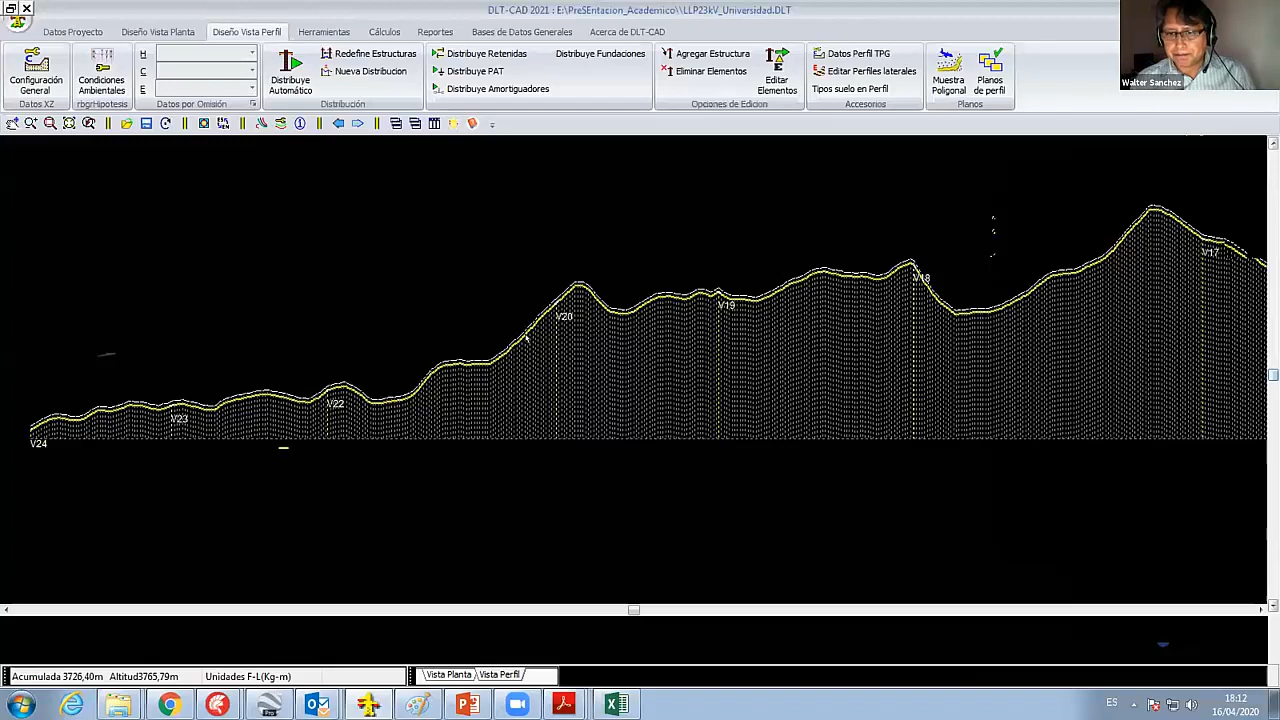 DLT-CAD 2021 : E:\PreSEntacion_Academico\\LLP23kV_Universidad.DLT
Datos Proyecto Diseño Vista Planta Diseño Vista Perfil Herramientas Cálculos Reportes Bases de Datos Generales Acerca de DLT-CAD
Configuración General
Datos XZ
Condiciones Ambientales
rbgrHipotesis
H
C
E
Datos por Omisión
Distribuye Automático
Redefine Estructuras
Nueva Distribucion
Distribución
Distribuye Retenidas
Distribuye Fundaciones
Distribuye PAT
Distribuye Amortiguadores
Agregar Estructura
Eliminar Elementos
Editar Elementos
Opciones de Edicion
Datos Perfil TPG
Editar Perfiles laterales
Tipos suelo en Perfil
Accesorios
Muestra Poligonal
Planos de perfil
Planos
Walter Sanchez
V17
V18
V19
V20
V22
V23
V24
Acumulada 3726,40m Altitud3765,79m Unidades F-L(Kg-m)
Vista Planta Vista Perfil
Pro
ES
18:12
16/04/2020